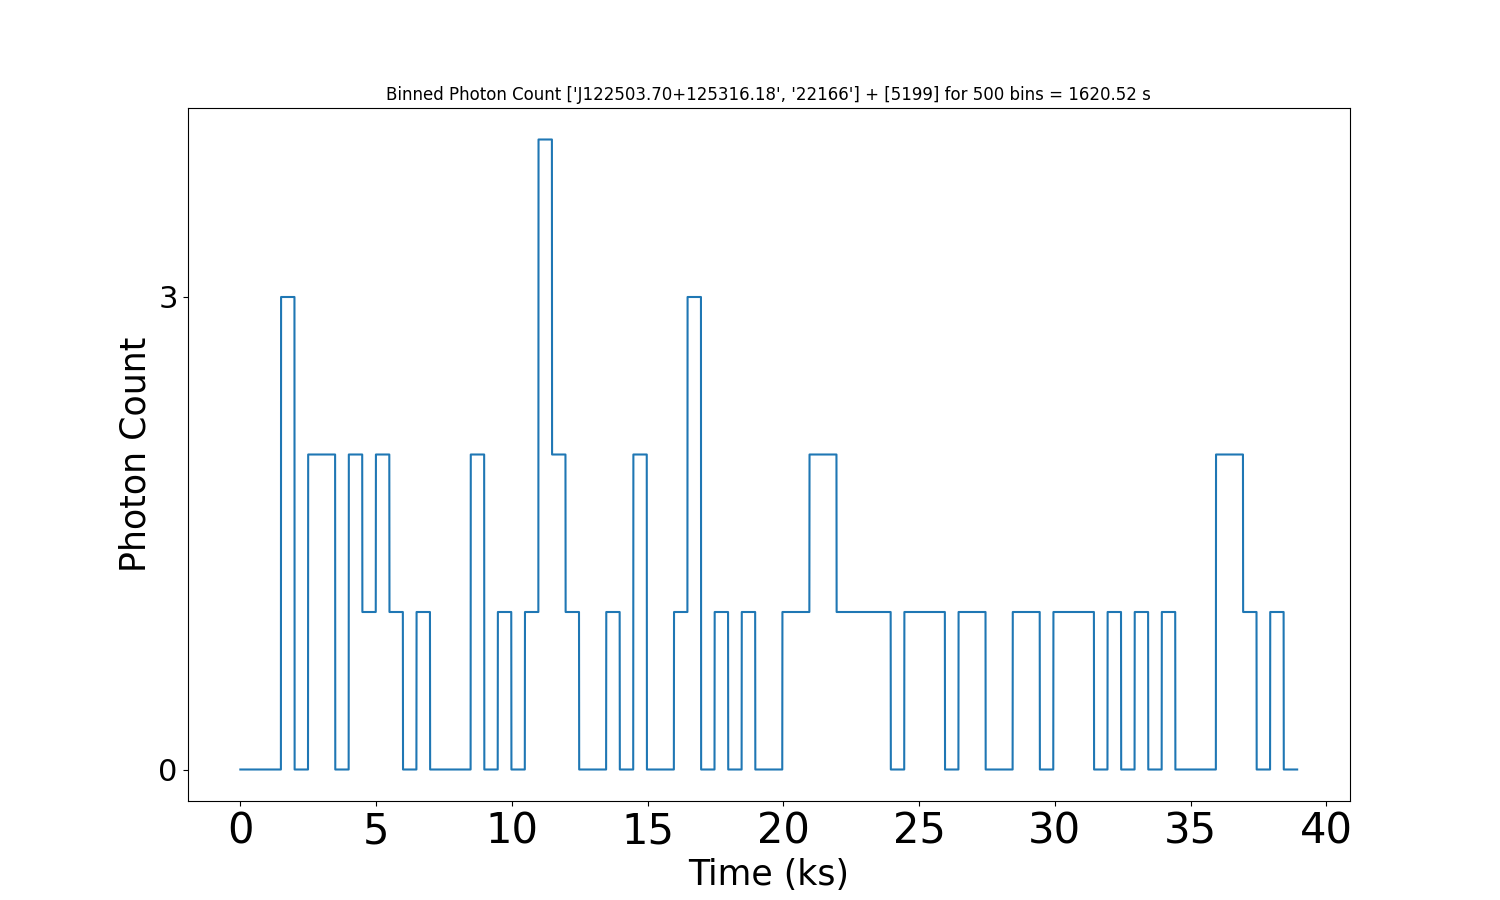 Binned Photon Count ['J122503.70+125316.18', '22166'] + [5199] for 500 bins = 1620.52 s
Photon Count
3
0
0 5 10 15 20 25 30 35 40
Time (ks)